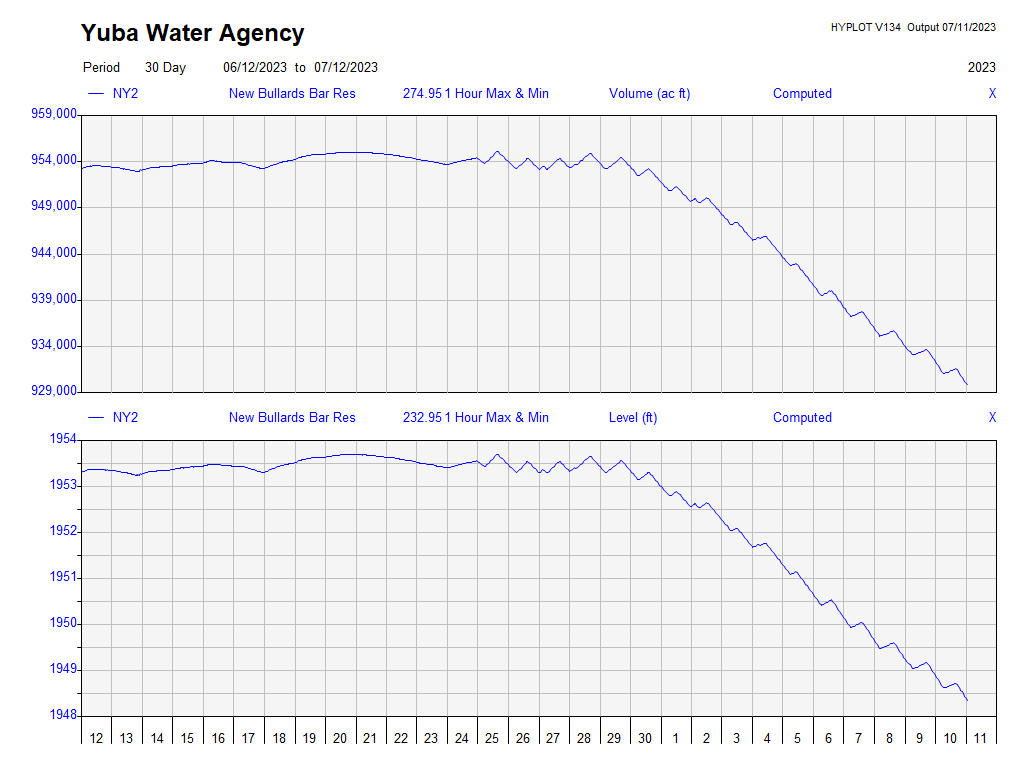 Yuba Water Agency
HYPLOT V134 Output 07/11/2023
Period 30 Day 06/12/2023 to 07/12/2023 2023
NY2 New Bullards Bar Res 274.95 1 Hour Max & Min Volume (ac ft) Computed X
959,000
954,000
949,000
944,000
939,000
934,000
929,000
NY2 New Bullards Bar Res 232.95 1 Hour Max & Min Level (ft) Computed X
1954
1953
1952
1951
1950
1949
1948
12 13 14 15 16 17 18 19 20 21 22 23 24 25 26 27 28 29 30 1 2 3 4 5 6 7 8 9 10 11